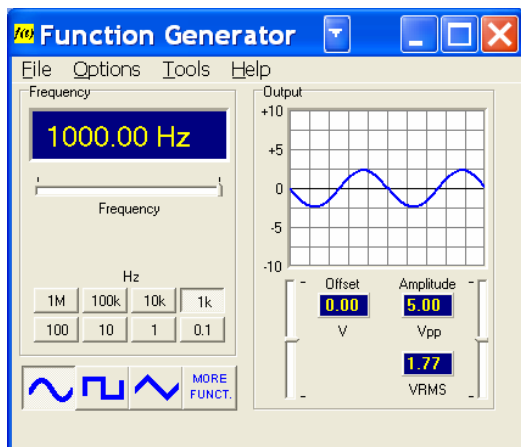 f(t) Function Generator
File Options Tools Help
Frequency
1000.00 Hz
Frequency
Hz
1M 100k 10k 1k
100 10 1 0.1
MORE
FUNCT.
Output
+10
+5
0
-5
-10
Offset
0.00
V
Amplitude
5.00
Vpp
1.77
VRMS